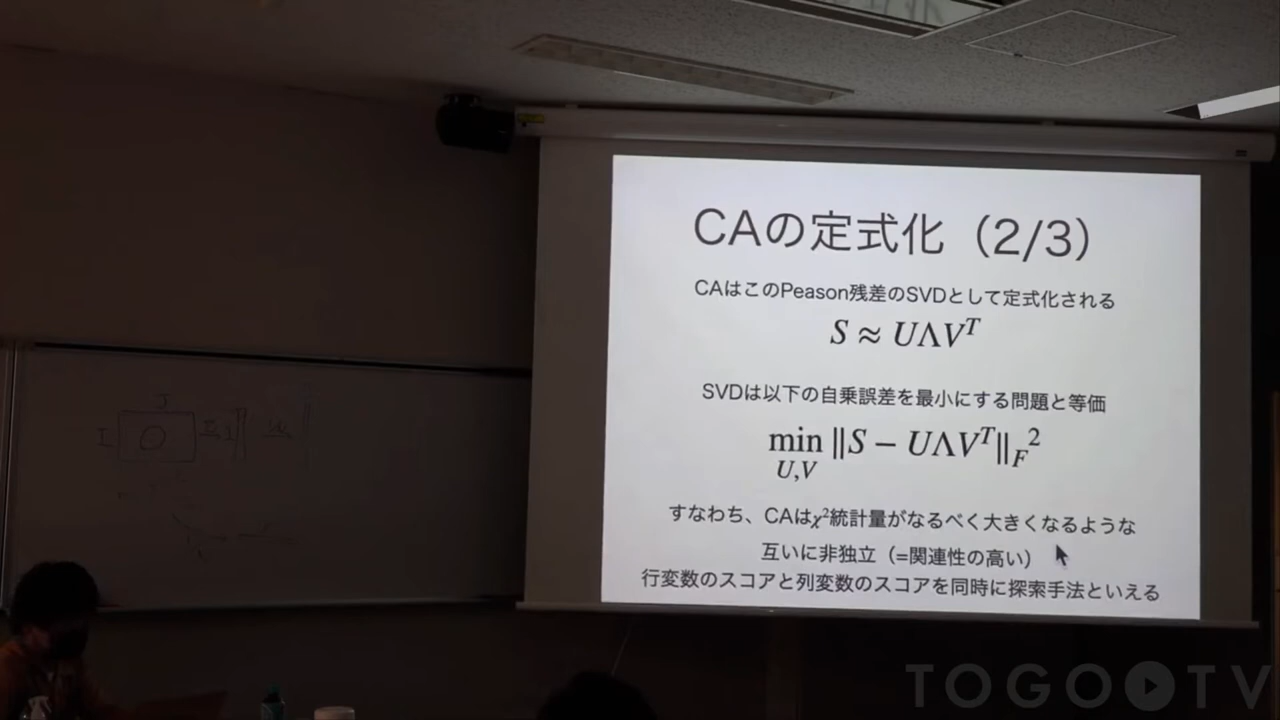 CAの定式化（2/3）
CAはこのPeason残差のSVDとして定式化される
S ≈ UΛVᵀ
SVDは以下の自乗誤差を最小にする問題と等価
min ‖S − UΛVᵀ‖F²
U,V
すなわち、CAはχ²統計量がなるべく大きくなるような
互いに非独立（=関連性の高い）
行変数のスコアと列変数のスコアを同時に探索手法といえる
J
I
TOGO TV